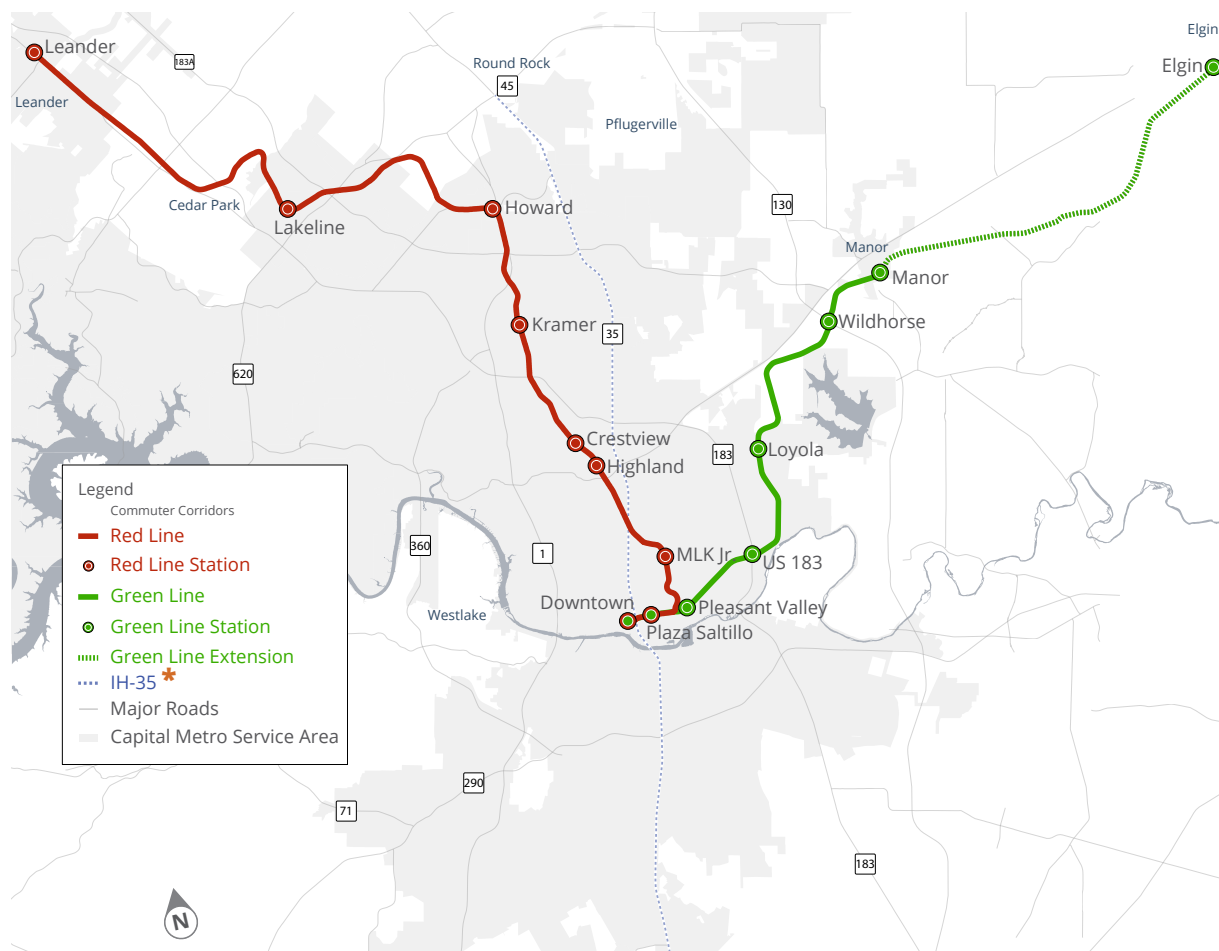 Elgin
Leander
183A
Round Rock
Elgin
45
Leander
Pflugerville
Cedar Park
130
Howard
Lakeline
Manor
Manor
Wildhorse
Kramer
35
620
Crestview
Highland
183
Loyola
Legend
Commuter Corridors
Red Line
Red Line Station
Green Line
Green Line Station
Green Line Extension
IH-35 *
Major Roads
Capital Metro Service Area
360
1
MLK Jr
US 183
Downtown
Pleasant Valley
Westlake
Plaza Saltillo
290
71
183
N